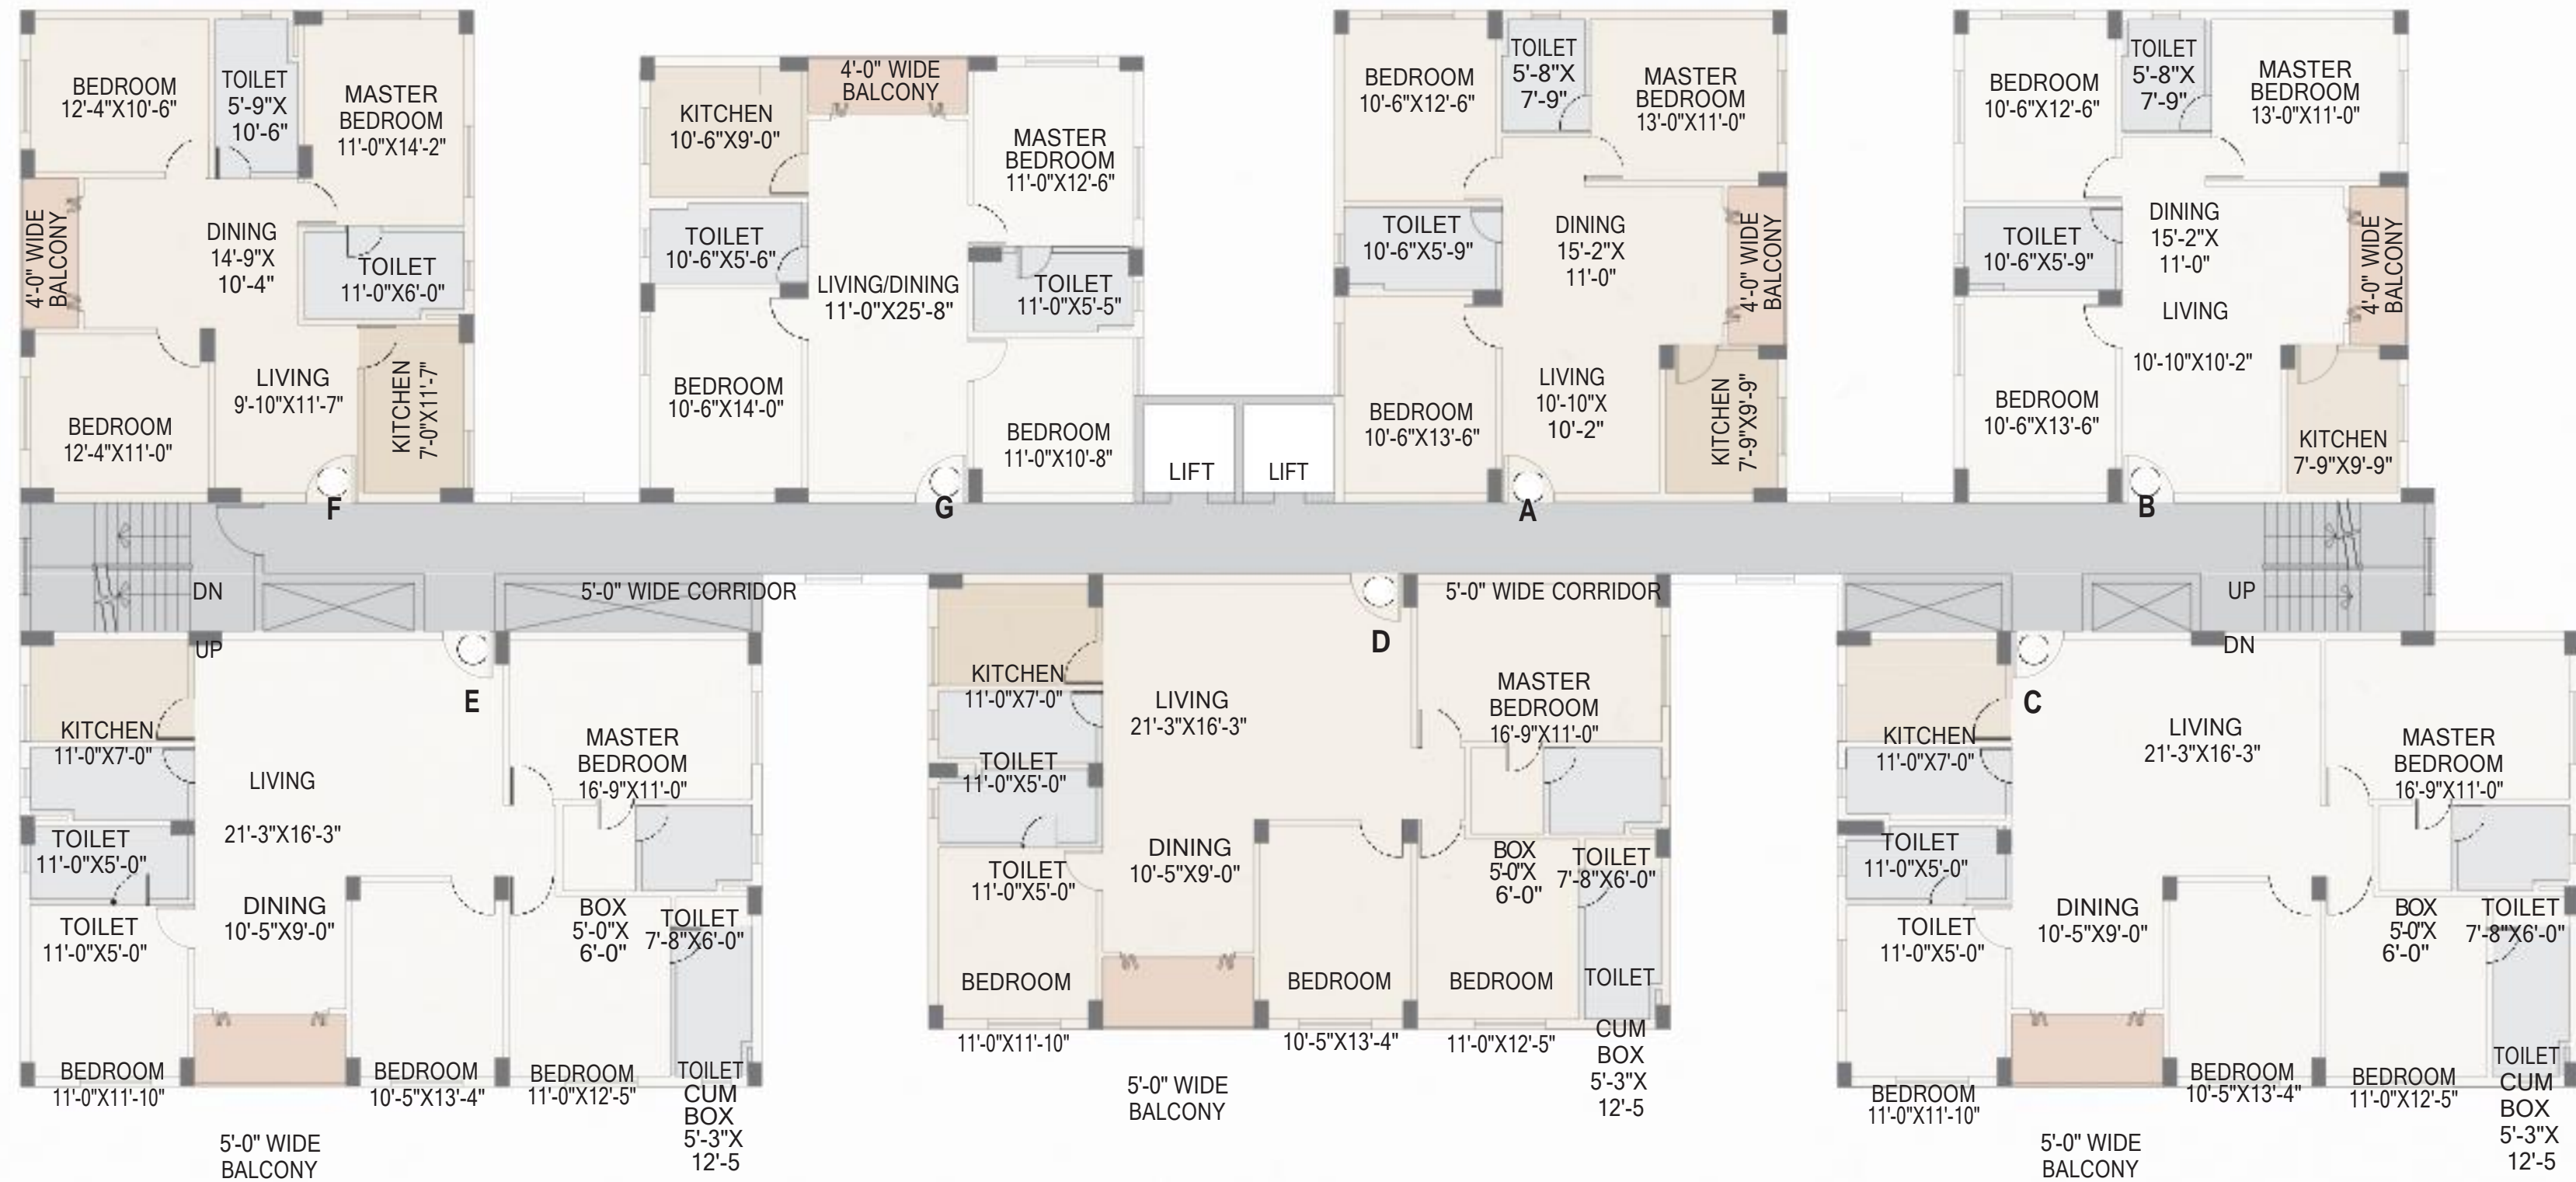 BEDROOM
12'-4"X10'-6"
TOILET
5'-9"X
10'-6"
MASTER
BEDROOM
11'-0"X14'-2"
4'-0" WIDE
BALCONY
DINING
14'-9"X
10'-4"
TOILET
11'-0"X6'-0"
BEDROOM
12'-4"X11'-0"
LIVING
9'-10"X11'-7"
KITCHEN
7'-0"X11'-7"
F
KITCHEN
10'-6"X9'-0"
4'-0" WIDE
BALCONY
MASTER
BEDROOM
11'-0"X12'-6"
TOILET
10'-6"X5'-6"
LIVING/DINING
11'-0"X25'-8"
TOILET
11'-0"X5'-5"
BEDROOM
10'-6"X14'-0"
BEDROOM
11'-0"X10'-8"
G
LIFT
LIFT
BEDROOM
10'-6"X12'-6"
TOILET
5'-8"X
7'-9"
MASTER
BEDROOM
13'-0"X11'-0"
TOILET
10'-6"X5'-9"
DINING
15'-2"X
11'-0"
4'-0" WIDE
BALCONY
BEDROOM
10'-6"X13'-6"
LIVING
10'-10"X
10'-2"
KITCHEN
7'-9"X9'-9"
A
BEDROOM
10'-6"X12'-6"
TOILET
5'-8"X
7'-9"
MASTER
BEDROOM
13'-0"X11'-0"
TOILET
10'-6"X5'-9"
DINING
15'-2"X
11'-0"
4'-0" WIDE
BALCONY
LIVING
10'-10"X10'-2"
BEDROOM
10'-6"X13'-6"
KITCHEN
7'-9"X9'-9"
B
DN
5'-0" WIDE CORRIDOR
5'-0" WIDE CORRIDOR
UP
UP
E
KITCHEN
11'-0"X7'-0"
LIVING
21'-3"X16'-3"
MASTER
BEDROOM
16'-9"X11'-0"
TOILET
11'-0"X5'-0"
TOILET
11'-0"X5'-0"
DINING
10'-5"X9'-0"
BOX
5'-0"X
6'-0"
TOILET
7'-8"X6'-0"
BEDROOM
11'-0"X11'-10"
BEDROOM
10'-5"X13'-4"
BEDROOM
11'-0"X12'-5"
TOILET
CUM
BOX
5'-3"X
12'-5
5'-0" WIDE
BALCONY
D
KITCHEN
11'-0"X7'-0"
LIVING
21'-3"X16'-3"
MASTER
BEDROOM
16'-9"X11'-0"
TOILET
11'-0"X5'-0"
TOILET
11'-0"X5'-0"
DINING
10'-5"X9'-0"
BOX
5'-0"X
6'-0"
TOILET
7'-8"X6'-0"
BEDROOM
11'-0"X11'-10"
BEDROOM
10'-5"X13'-4"
BEDROOM
11'-0"X12'-5"
TOILET
CUM
BOX
5'-3"X
12'-5
5'-0" WIDE
BALCONY
DN
C
KITCHEN
11'-0"X7'-0"
LIVING
21'-3"X16'-3"
MASTER
BEDROOM
16'-9"X11'-0"
TOILET
11'-0"X5'-0"
TOILET
11'-0"X5'-0"
DINING
10'-5"X9'-0"
BOX
5'-0"X
6'-0"
TOILET
7'-8"X6'-0"
BEDROOM
11'-0"X11'-10"
BEDROOM
10'-5"X13'-4"
BEDROOM
11'-0"X12'-5"
TOILET
CUM
BOX
5'-3"X
12'-5
5'-0" WIDE
BALCONY